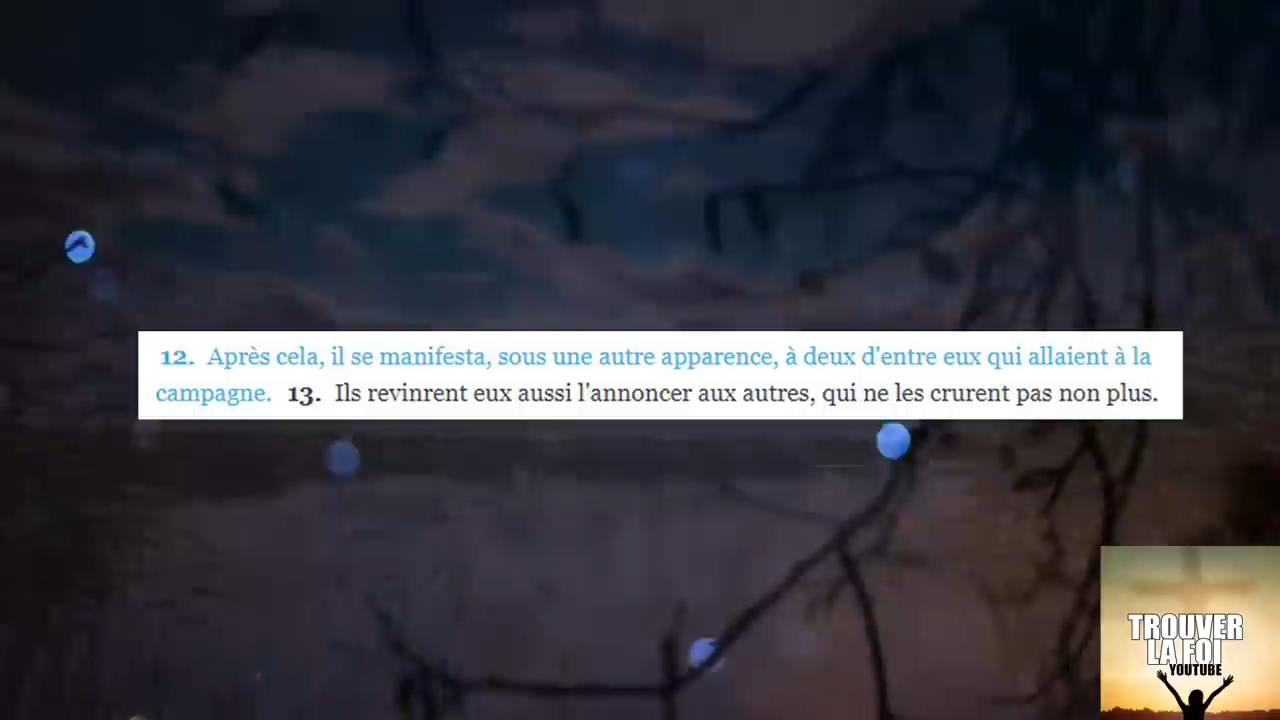 12. Après cela, il se manifesta, sous une autre apparence, à deux d'entre eux qui allaient à la
campagne. 13. Ils revinrent eux aussi l'annoncer aux autres, qui ne les crurent pas non plus.
TROUVER
LA FOI
YOUTUBE